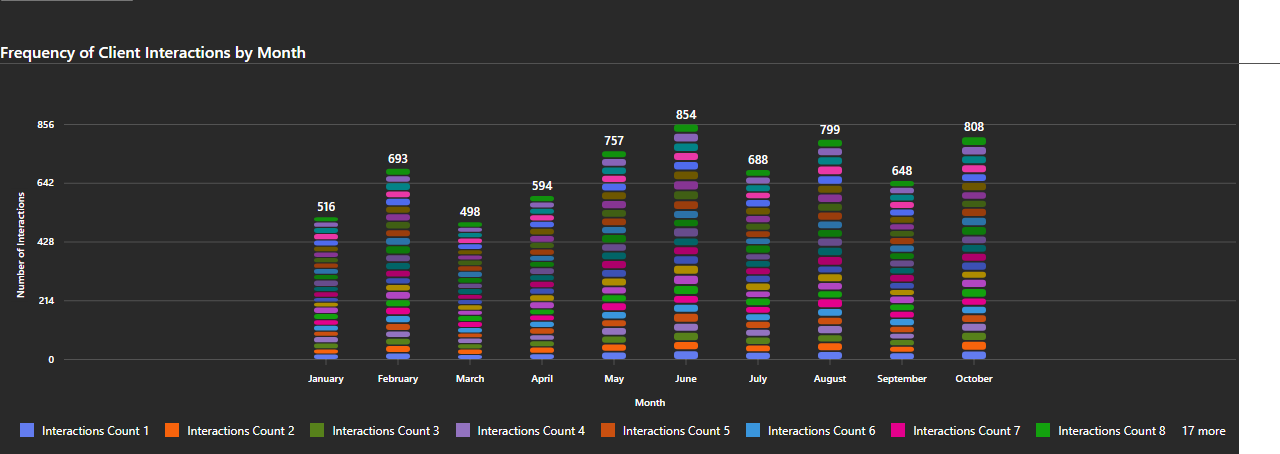 Frequency of Client Interactions by Month
856
642
428
214
0
Number of Interactions
516
693
498
594
757
854
688
799
648
808
January
February
March
April
May
June
July
August
September
October
Month
Interactions Count 1
Interactions Count 2
Interactions Count 3
Interactions Count 4
Interactions Count 5
Interactions Count 6
Interactions Count 7
Interactions Count 8
17 more